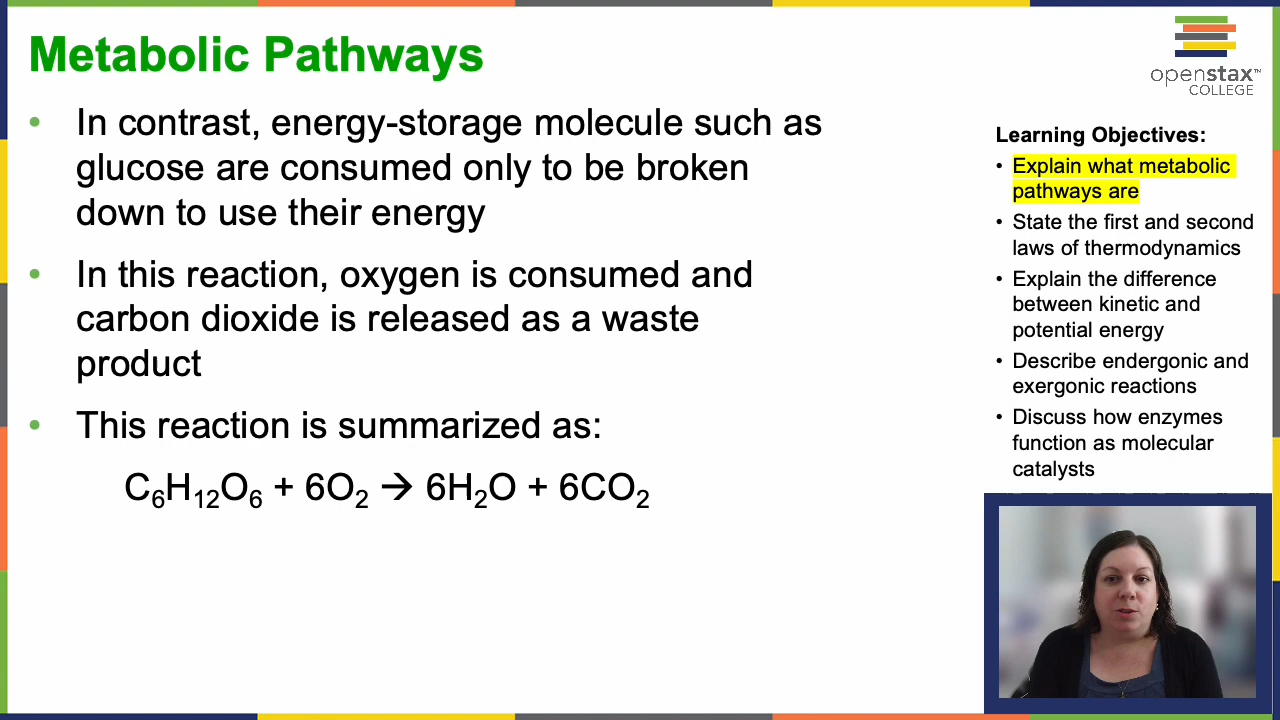 Metabolic Pathways
• In contrast, energy-storage molecule such as
glucose are consumed only to be broken
down to use their energy
• In this reaction, oxygen is consumed and
carbon dioxide is released as a waste
product
• This reaction is summarized as:
C₆H₁₂O₆ + 6O₂ → 6H₂O + 6CO₂
openstax™
COLLEGE
Learning Objectives:
• Explain what metabolic
pathways are
• State the first and second
laws of thermodynamics
• Explain the difference
between kinetic and
potential energy
• Describe endergonic and
exergonic reactions
• Discuss how enzymes
function as molecular
catalysts